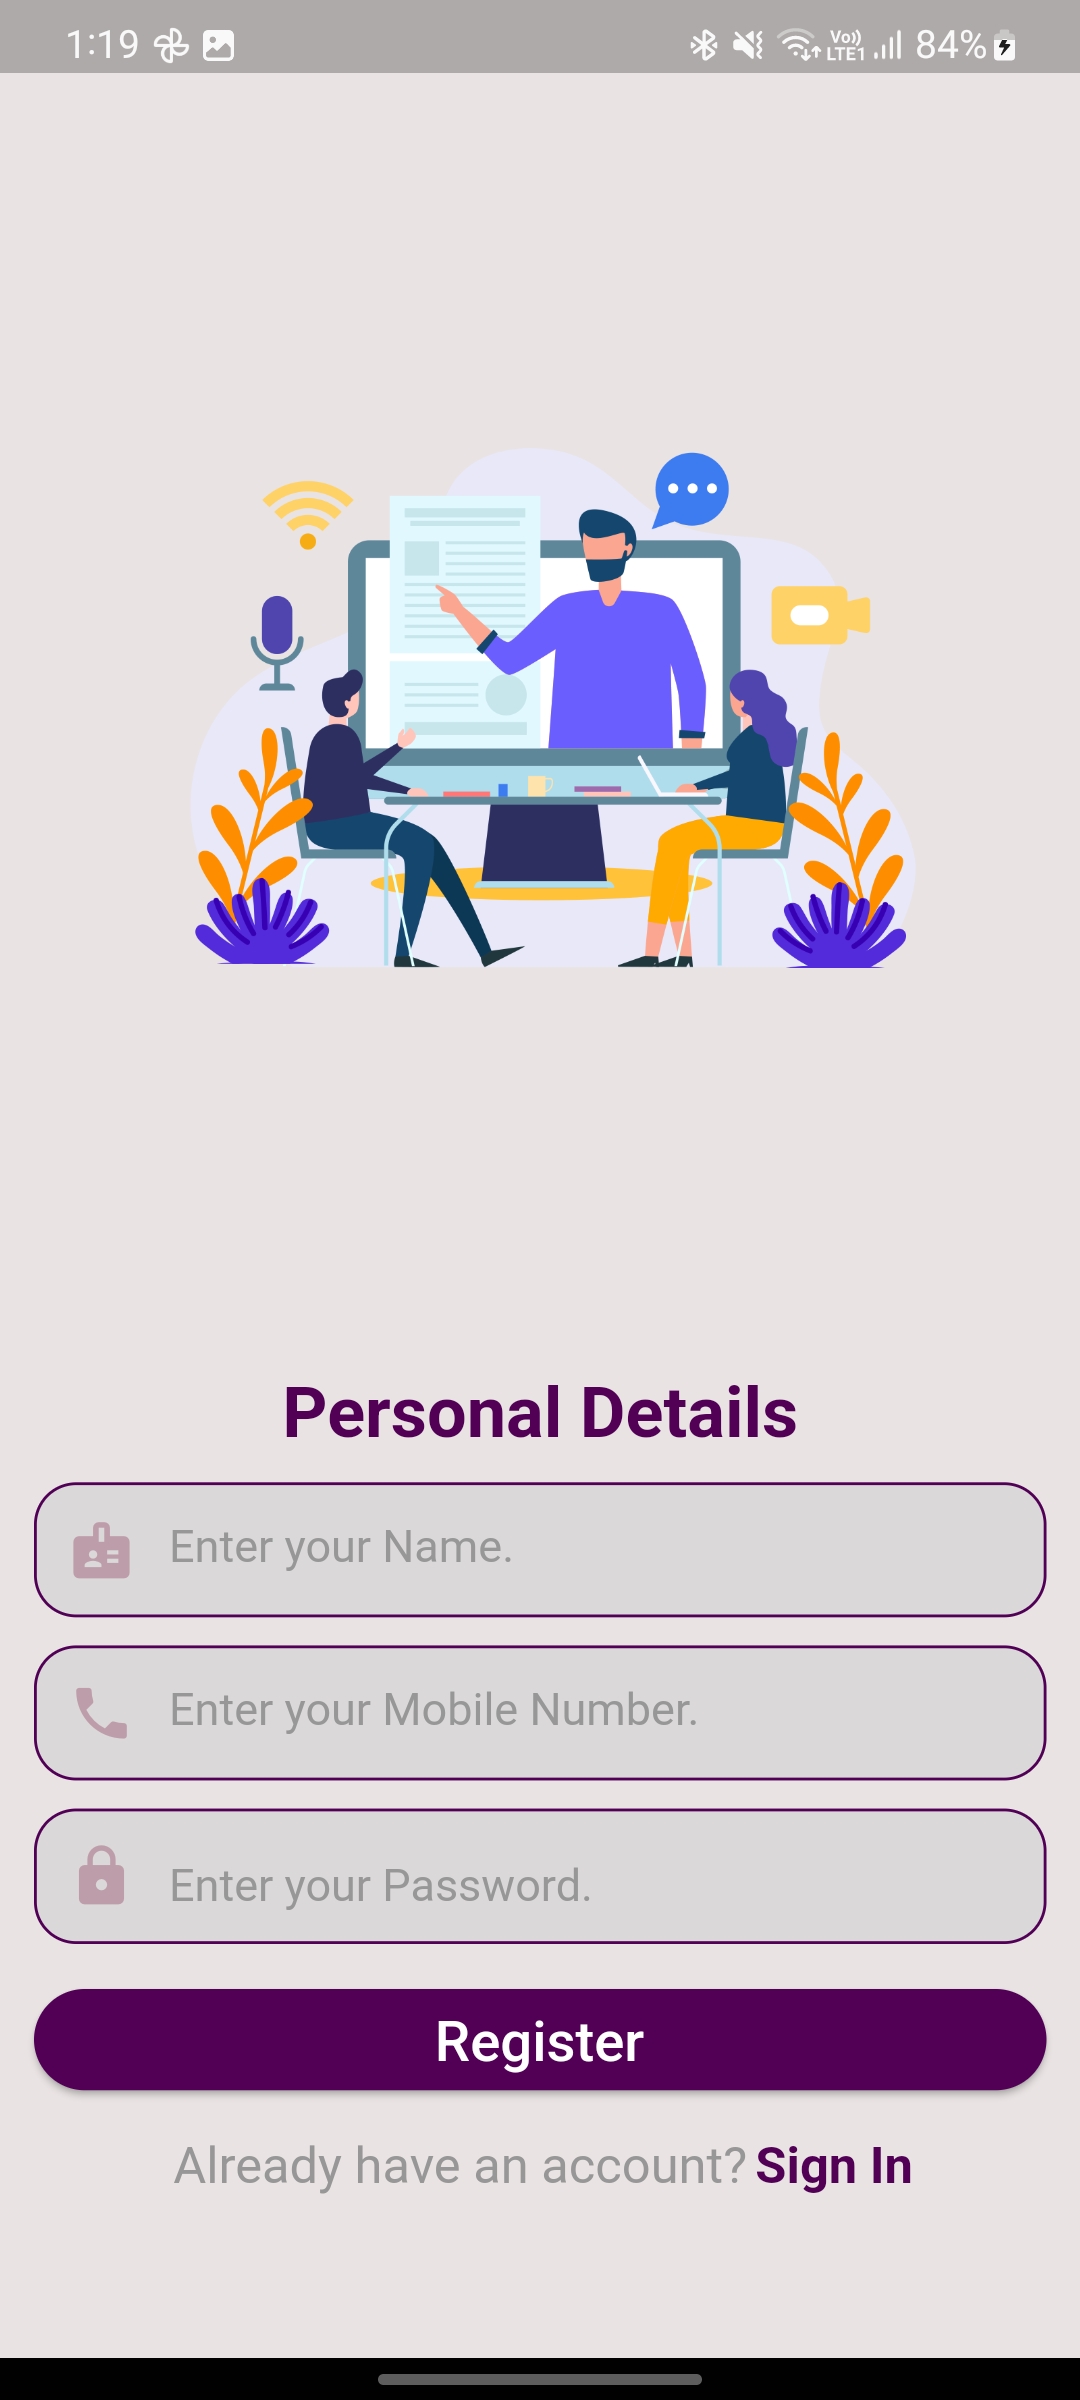 1:19 Vo)) LTE1 84%
Personal Details
Enter your Name.
Enter your Mobile Number.
Enter your Password.
Register
Already have an account? Sign In